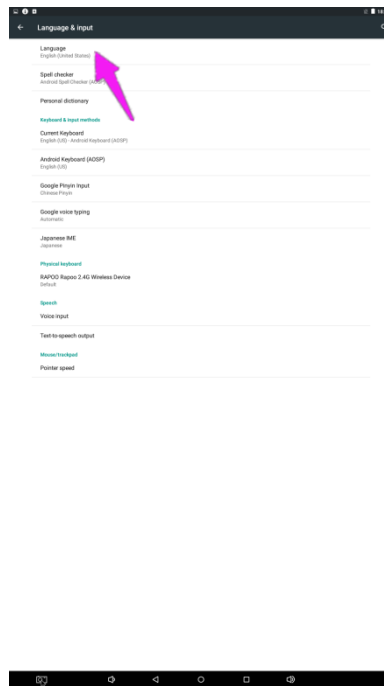 Language & input
Language
English (United States)
Spell checker
Android Spell Checker
Personal dictionary
Keyboard & input methods
Current Keyboard
English (US) - Android Keyboard (AOSP)
Android Keyboard (AOSP)
English (US)
Google Pinyin Input
Chinese Pinyin
Google voice typing
Automatic
Japanese IME
Japanese
Physical keyboard
RAPOO Rapoo 2.4G Wireless Device
Default
Speech
Voice input
Text-to-speech output
Mouse/trackpad
Pointer speed